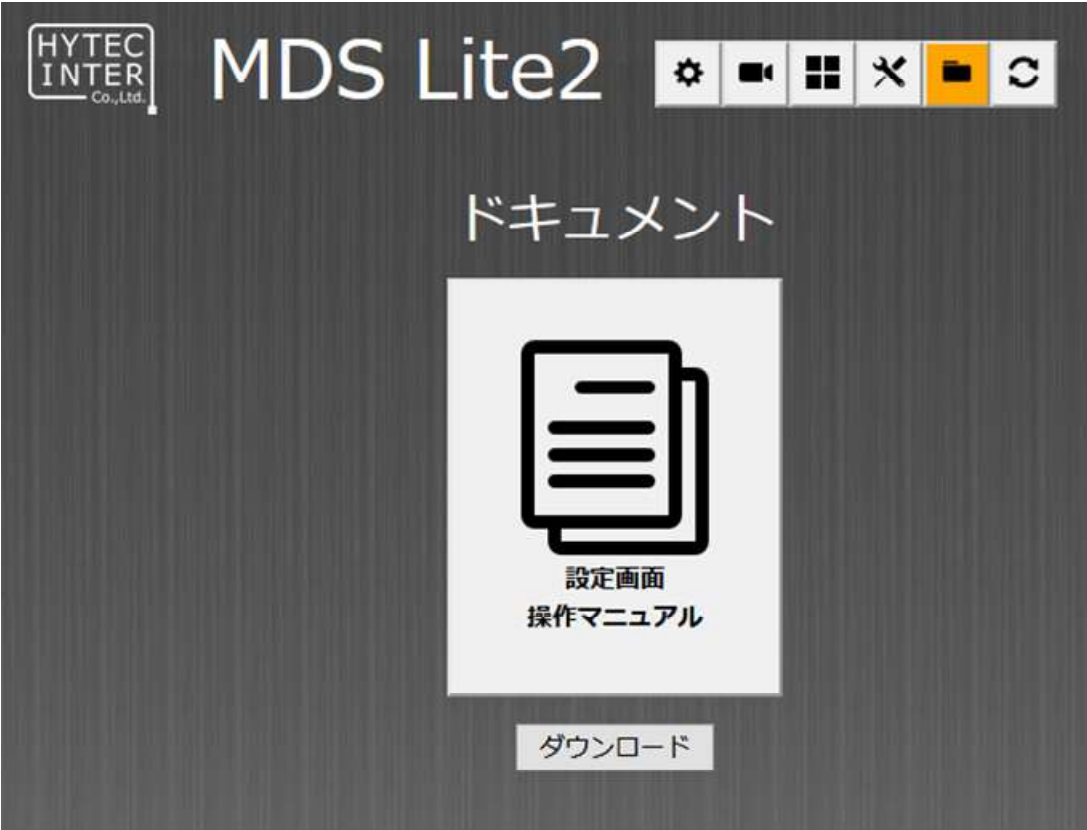 HYTEC
INTER
Co.,Ltd.
MDS Lite2
ドキュメント
設定画面
操作マニュアル
ダウンロード